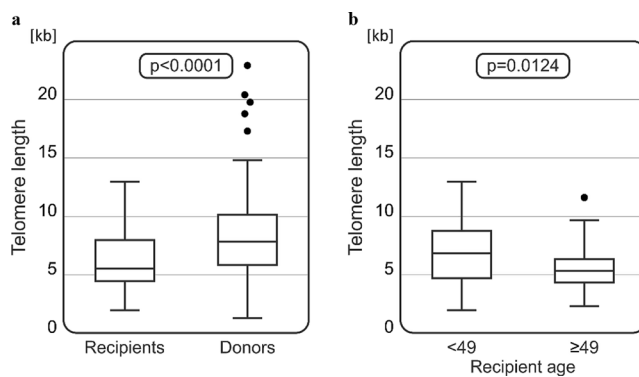 a
[kb]
p<0.0001
20
15
10
5
0
Telomere length
Recipients Donors
b
[kb]
p=0.0124
20
15
10
5
0
Telomere length
<49 ≥49
Recipient age